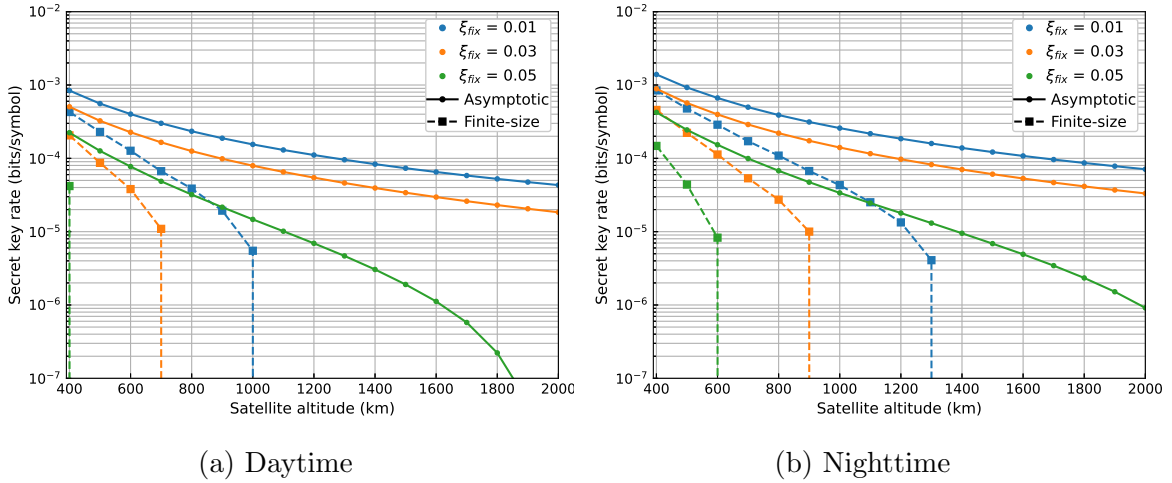 10⁻²
10⁻³
10⁻⁴
10⁻⁵
10⁻⁶
10⁻⁷
Secret key rate (bits/symbol)
400 600 800 1000 1200 1400 1600 1800 2000
Satellite altitude (km)
ξfix = 0.01
ξfix = 0.03
ξfix = 0.05
Asymptotic
Finite-size
(a) Daytime
10⁻²
10⁻³
10⁻⁴
10⁻⁵
10⁻⁶
10⁻⁷
Secret key rate (bits/symbol)
400 600 800 1000 1200 1400 1600 1800 2000
Satellite altitude (km)
ξfix = 0.01
ξfix = 0.03
ξfix = 0.05
Asymptotic
Finite-size
(b) Nighttime